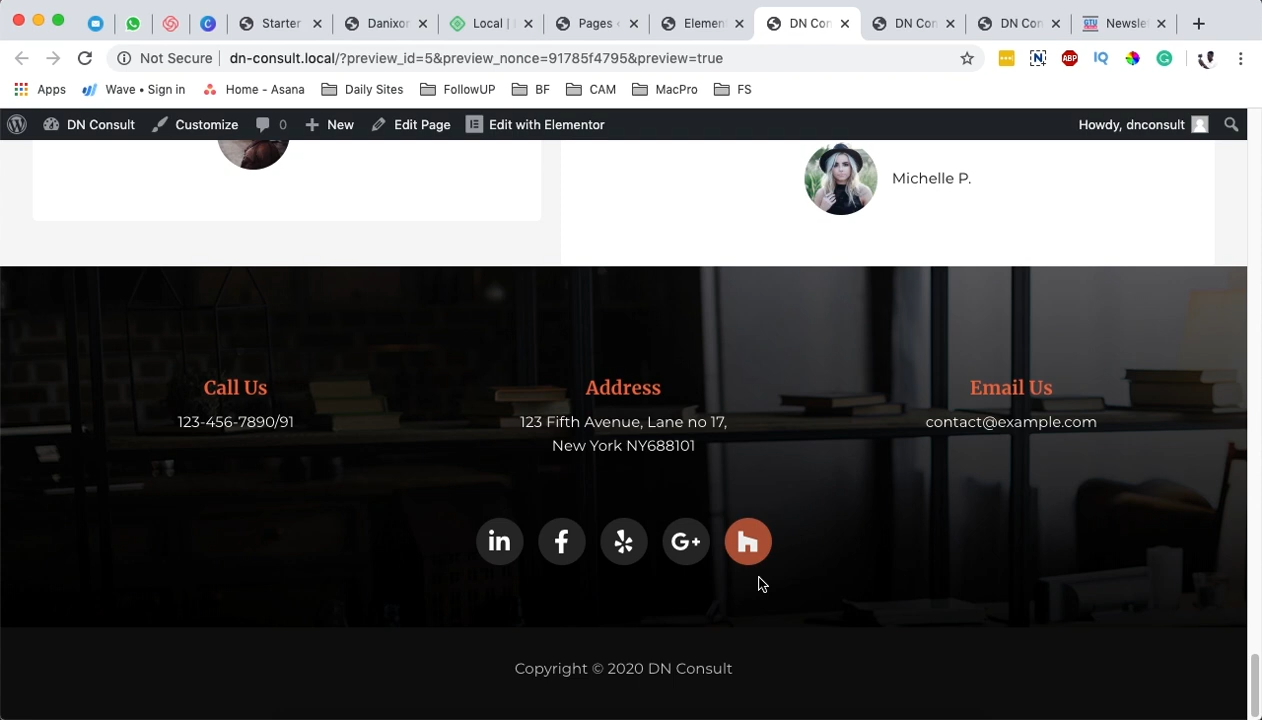 Starter
Danixon
Local |
Pages
Elemen
DN Con
DN Con
DN Con
Newsle
Not Secure
dn-consult.local/?preview_id=5&preview_nonce=91785f4795&preview=true
ABP
IQ
Apps
Wave • Sign in
Home - Asana
Daily Sites
FollowUP
BF
CAM
MacPro
FS
DN Consult
Customize
0
New
Edit Page
Edit with Elementor
Howdy, dnconsult
Michelle P.
Call Us
123-456-7890/91
Address
123 Fifth Avenue, Lane no 17,
New York NY688101
Email Us
contact@example.com
Copyright © 2020 DN Consult